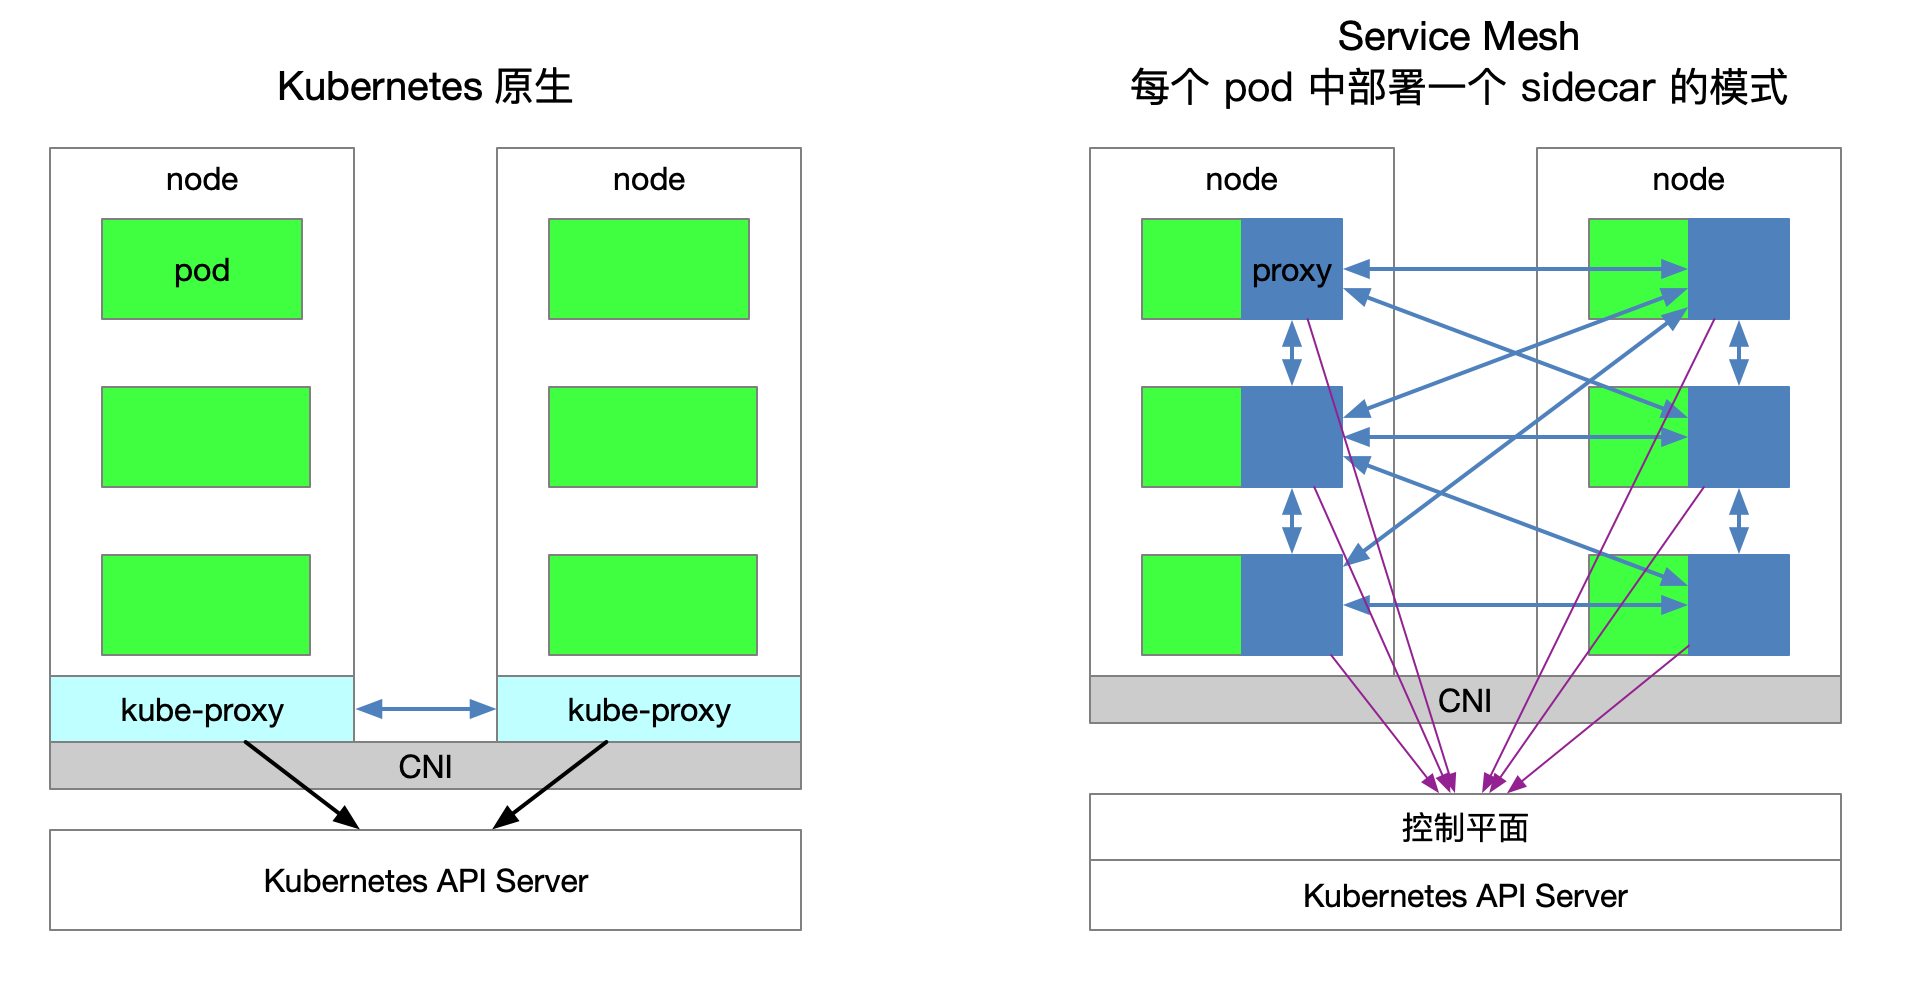 Kubernetes 原生
node
node
pod
kube-proxy
kube-proxy
CNI
Kubernetes API Server
Service Mesh
每个 pod 中部署一个 sidecar 的模式
node
node
proxy
CNI
控制平面
Kubernetes API Server